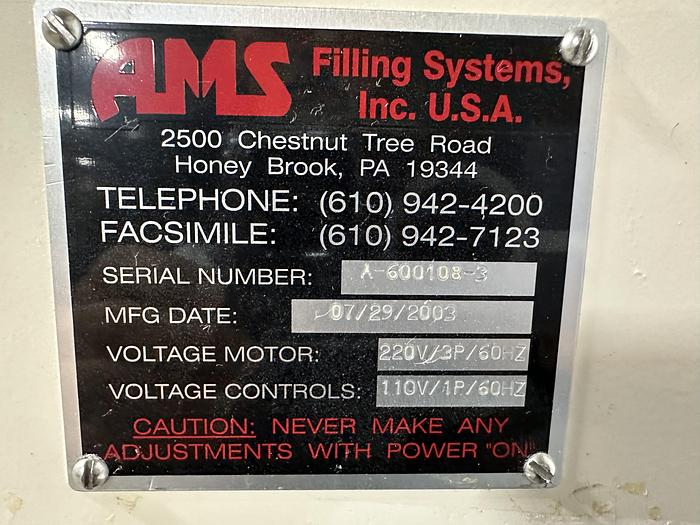 AMS Filling Systems,
Inc. U.S.A.
2500 Chestnut Tree Road
Honey Brook, PA 19344
TELEPHONE: (610) 942-4200
FACSIMILE: (610) 942-7123
SERIAL NUMBER: A-600108-3
MFG DATE: 07/29/2003
VOLTAGE MOTOR: 220V/3P/60HZ
VOLTAGE CONTROLS: 110V/1P/60HZ
CAUTION: NEVER MAKE ANY
ADJUSTMENTS WITH POWER "ON"